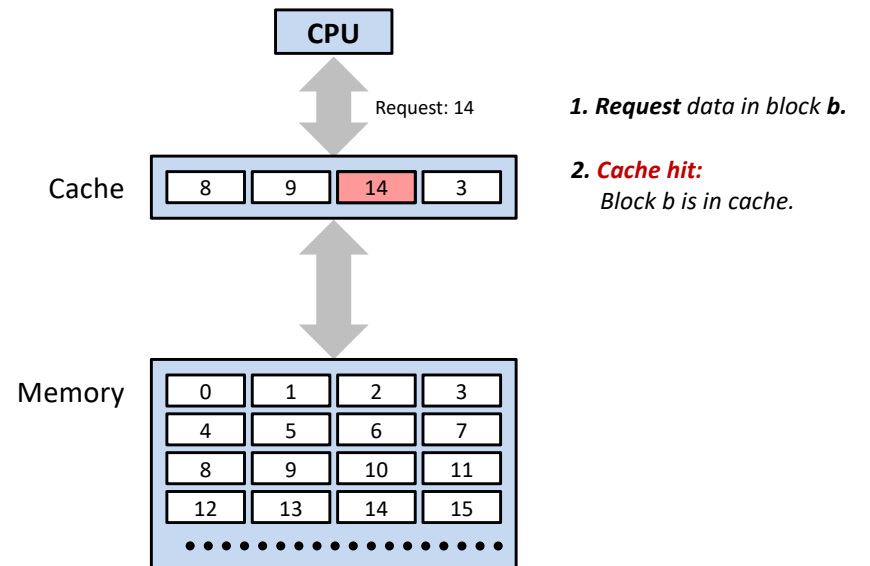 CPU
Request: 14
1. Request data in block b.
Cache
8 9 14 3
2. Cache hit:
Block b is in cache.
Memory
0 1 2 3
4 5 6 7
8 9 10 11
12 13 14 15